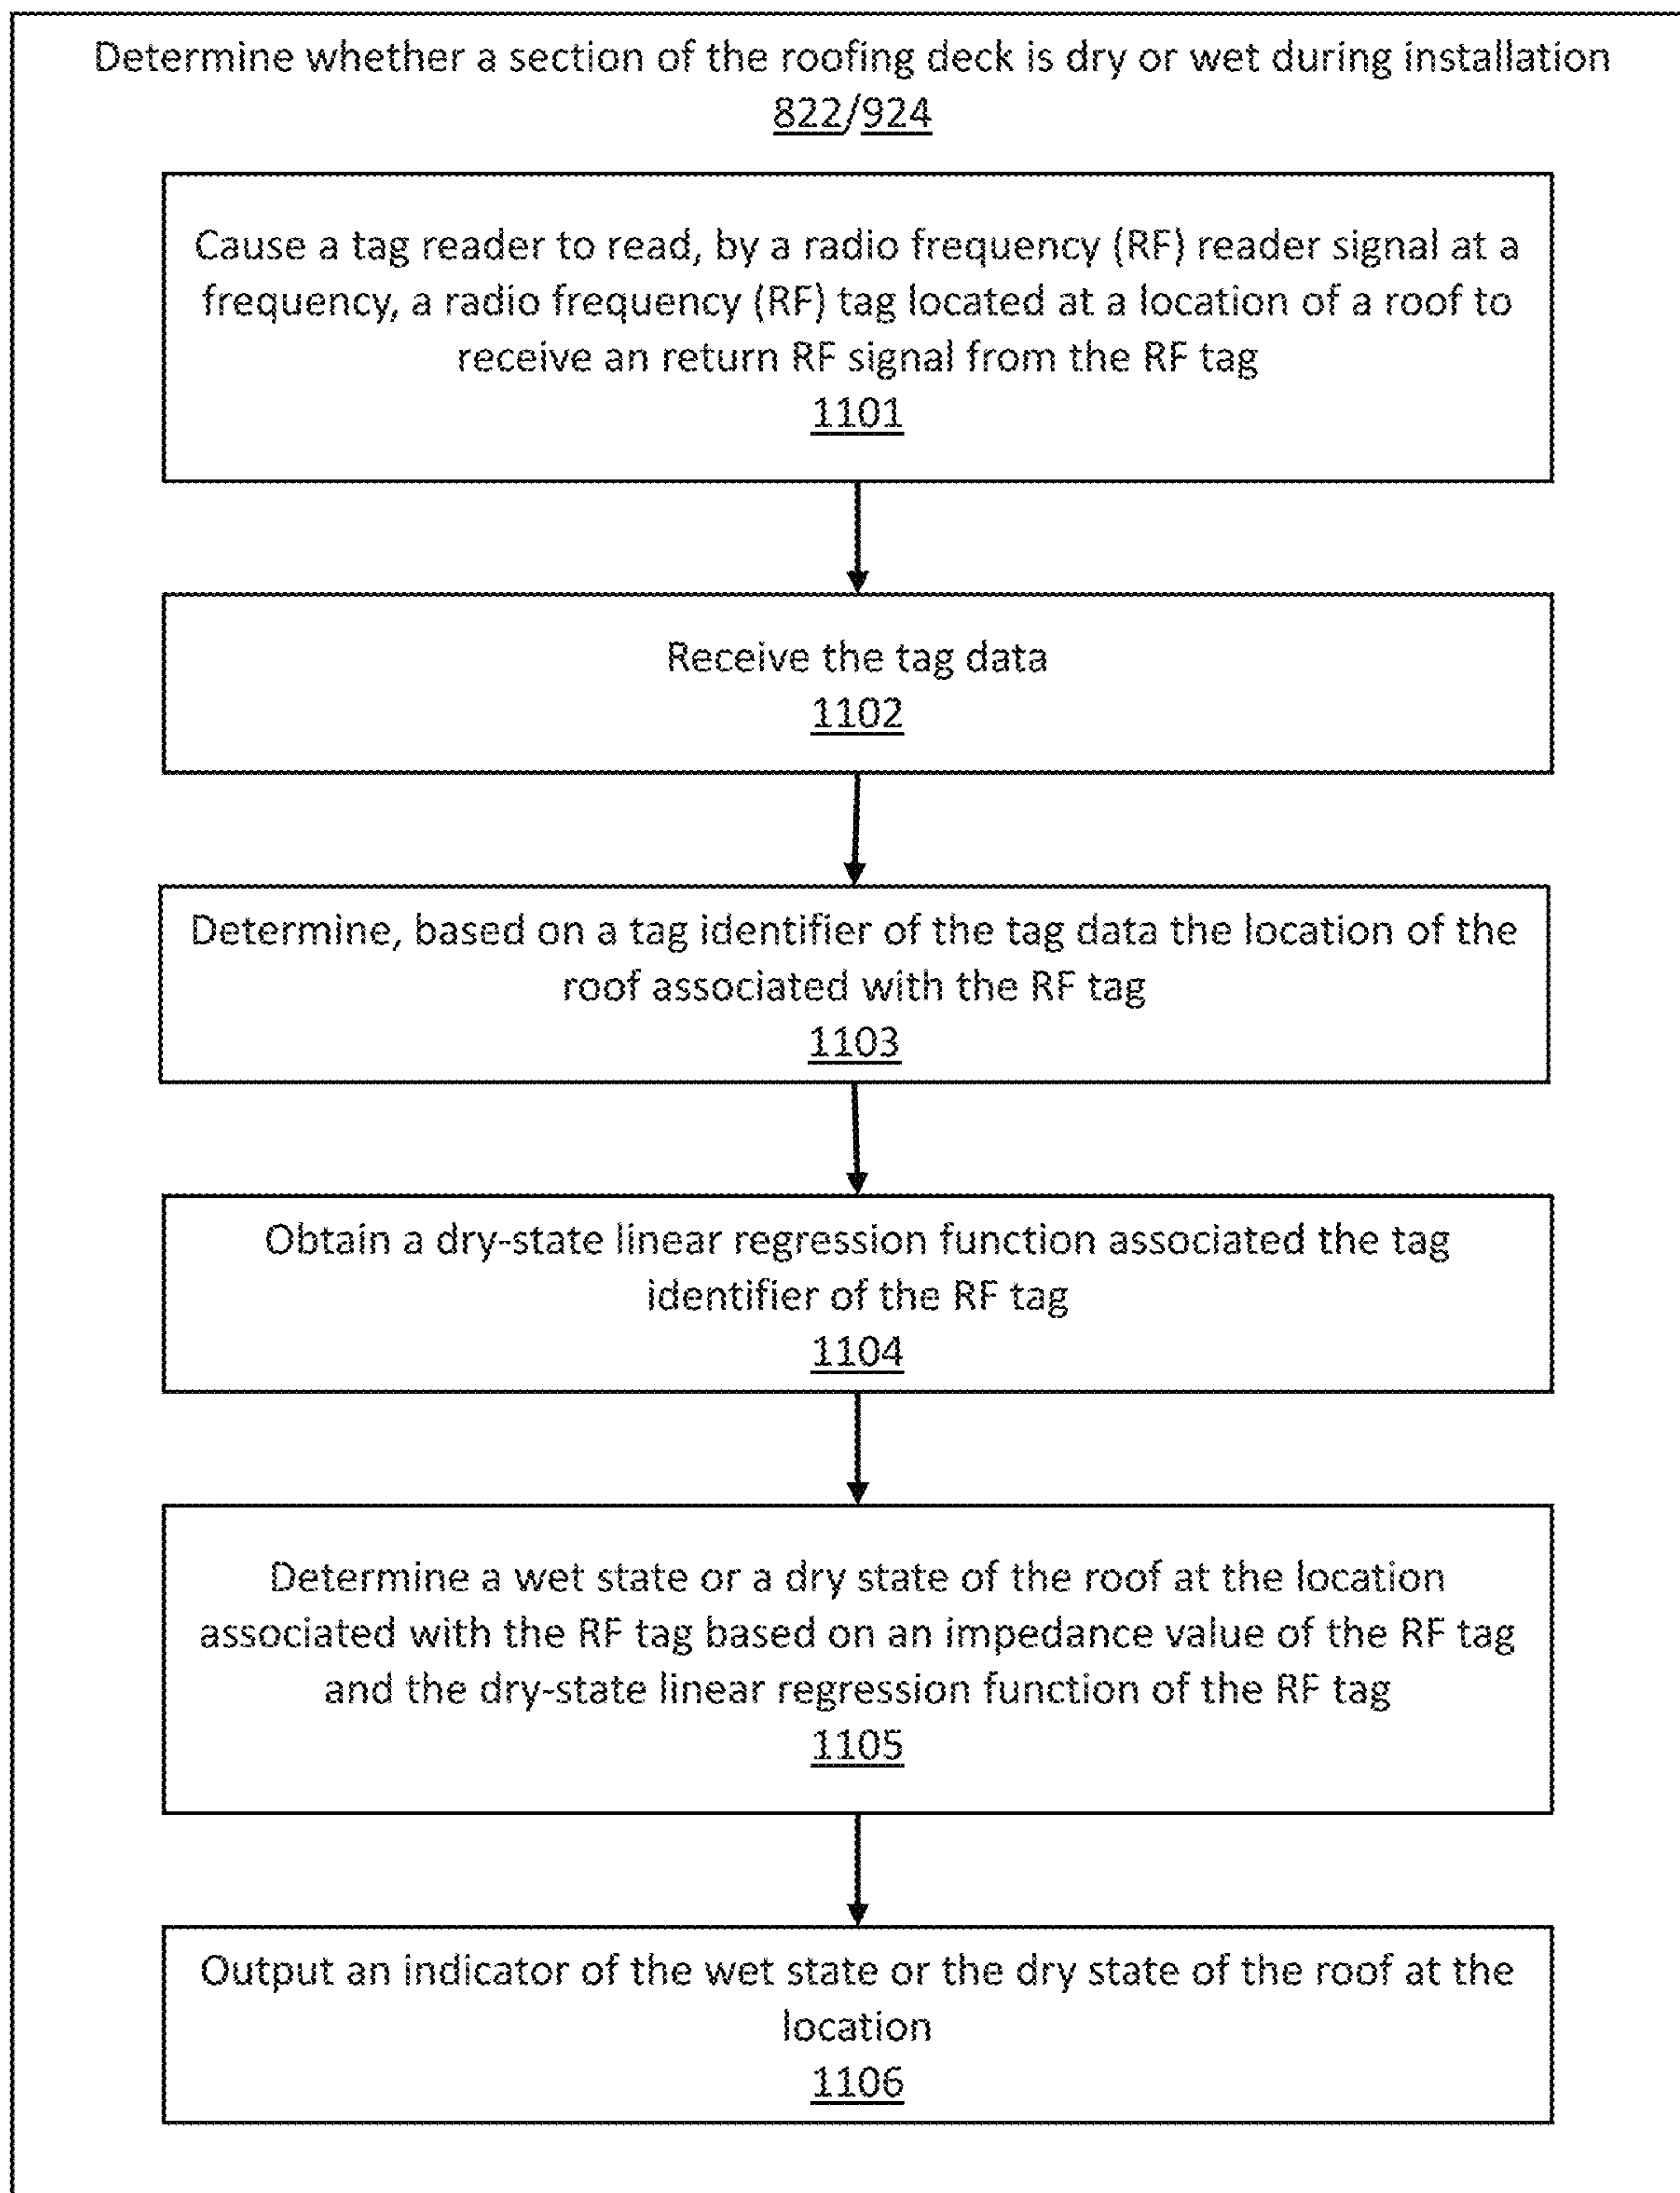 Determine whether a section of the roofing deck is dry or wet during installation
822/924
Cause a tag reader to read, by a radio frequency (RF) reader signal at a
frequency, a radio frequency (RF) tag located at a location of a roof to
receive an return RF signal from the RF tag
1101
Receive the tag data
1102
Determine, based on a tag identifier of the tag data the location of the
roof associated with the RF tag
1103
Obtain a dry-state linear regression function associated the tag
identifier of the RF tag
1104
Determine a wet state or a dry state of the roof at the location
associated with the RF tag based on an impedance value of the RF tag
and the dry-state linear regression function of the RF tag
1105
Output an indicator of the wet state or the dry state of the roof at the
location
1106